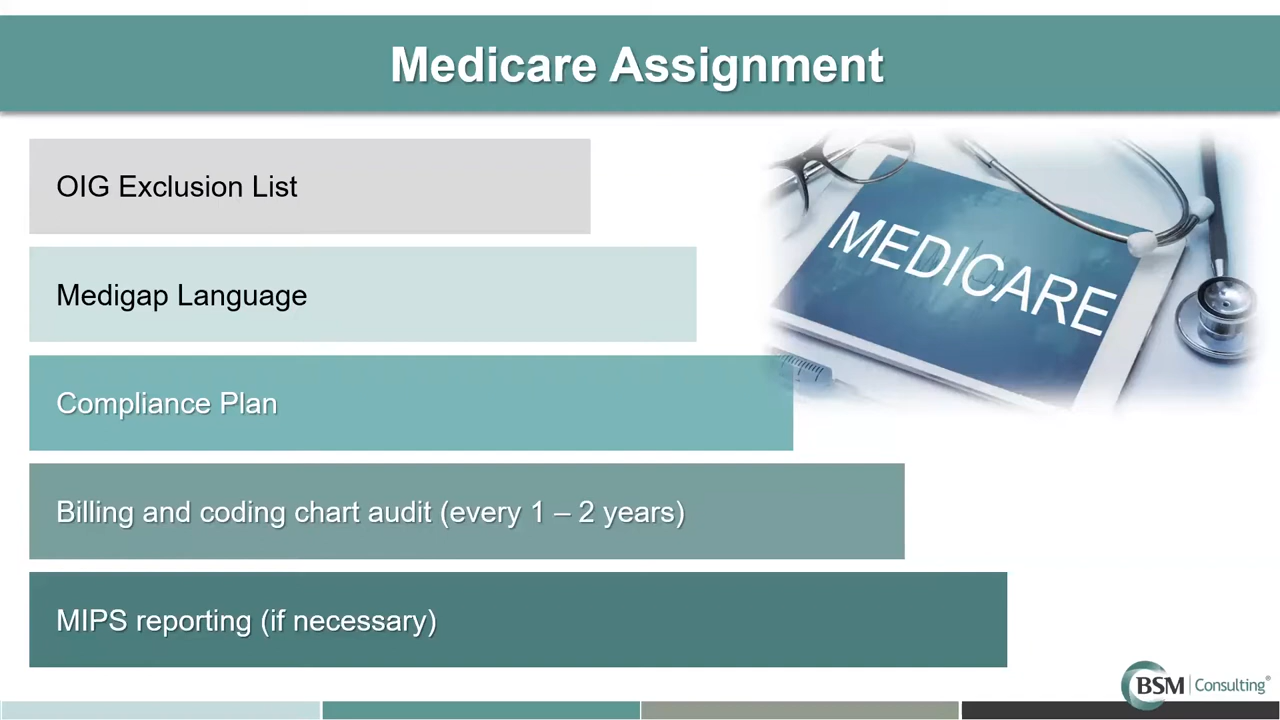 Medicare Assignment
OIG Exclusion List
MEDICARE
Medigap Language
Compliance Plan
Billing and coding chart audit (every 1 – 2 years)
MIPS reporting (if necessary)
BSM | Consulting®